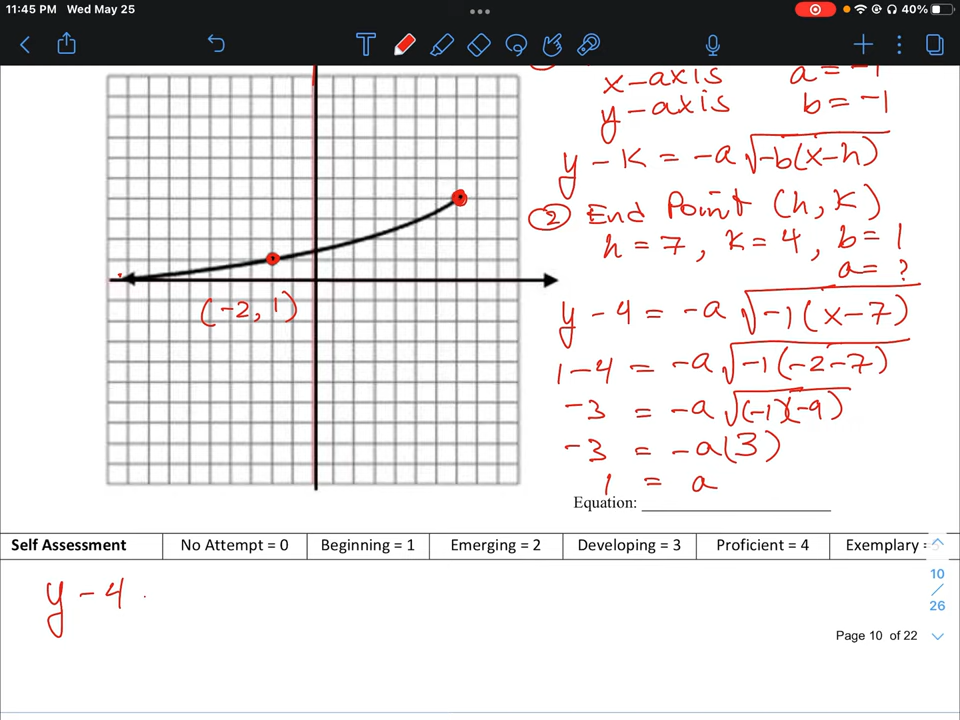 11:45 PM Wed May 25
40%
T
x-axis a = -1
y-axis b = -1
y - K = -a √-b(x-h)
② End Point (h, K)
h = 7, K = 4, b = 1
a = ?
(-2, 1)
y - 4 = -a √-1(x-7)
1-4 = -a √-1(-2-7)
-3 = -a √(-1)(-9)
-3 = -a(3)
1 = a
Equation: ____________________
Self Assessment No Attempt = 0 Beginning = 1 Emerging = 2 Developing = 3 Proficient = 4 Exemplary =
y - 4
10
/
26
Page 10 of 22